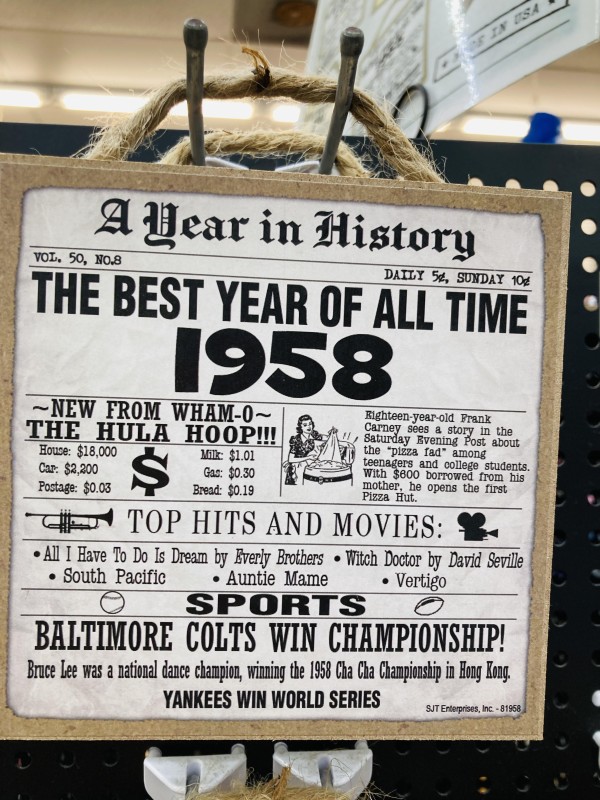 MADE IN USA
A Year in History
VOL. 50, NO.8
DAILY 5¢, SUNDAY 10¢
THE BEST YEAR OF ALL TIME
1958
~NEW FROM WHAM-O~
THE HULA HOOP!!!
House: $18,000
Car: $2,200
Postage: $0.03
$
Milk: $1.01
Gas: $0.30
Bread: $0.19
Eighteen-year-old Frank
Carney sees a story in the
Saturday Evening Post about
the "pizza fad" among
teenagers and college students.
With $600 borrowed from his
mother, he opens the first
Pizza Hut.
TOP HITS AND MOVIES:
• All I Have To Do Is Dream by Everly Brothers • Witch Doctor by David Seville
• South Pacific • Auntie Mame • Vertigo
SPORTS
BALTIMORE COLTS WIN CHAMPIONSHIP!
Bruce Lee was a national dance champion, winning the 1958 Cha Cha Championship in Hong Kong.
YANKEES WIN WORLD SERIES
SJT Enterprises, Inc. - 81958